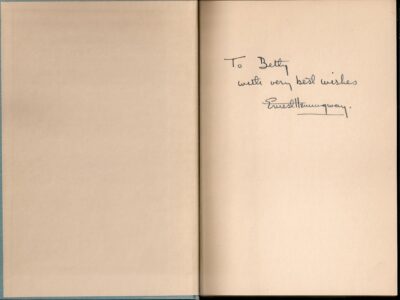 To Betty
with very best wishes
Ernest Hemingway.